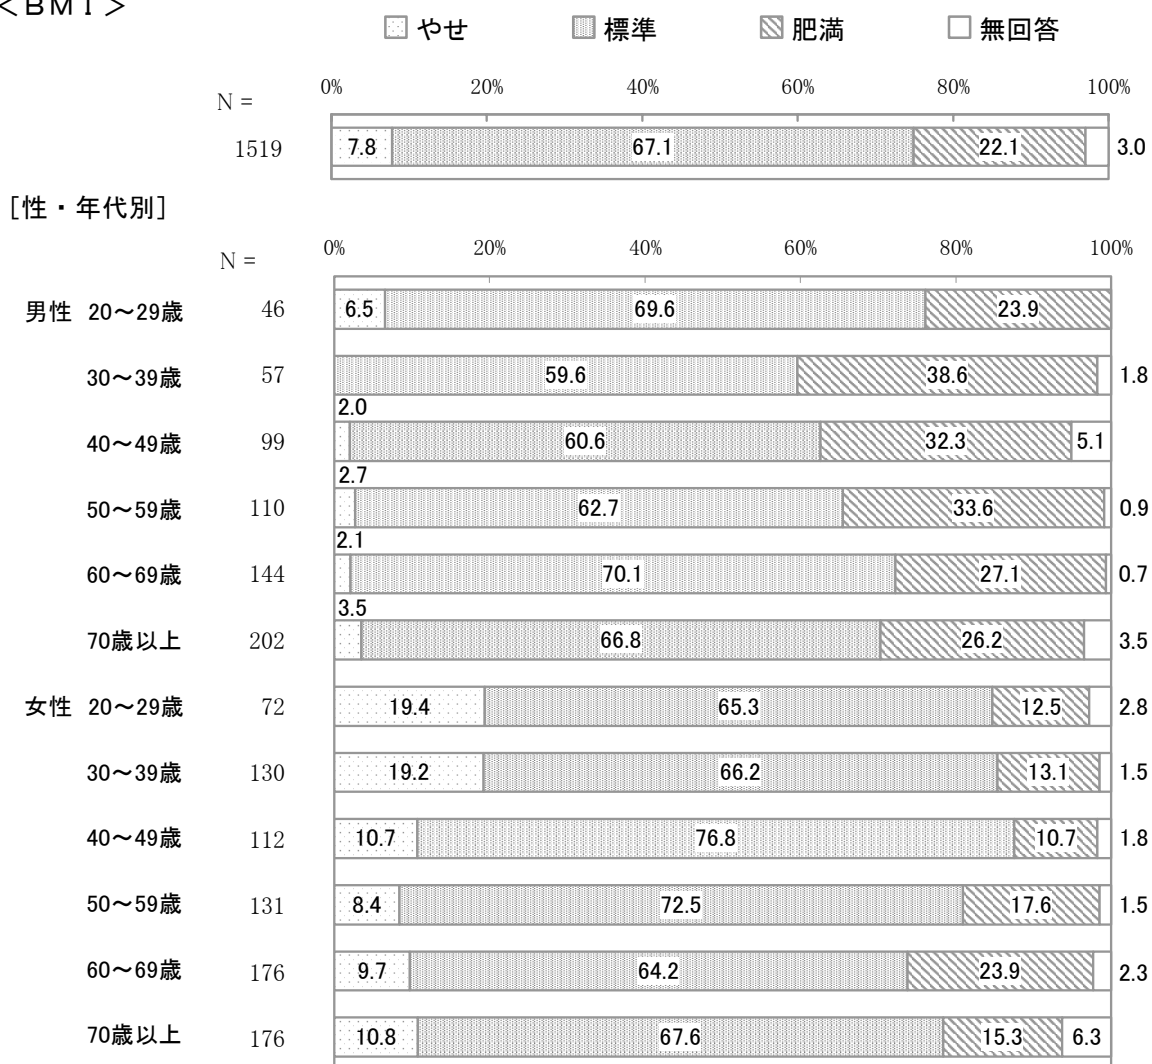 ＜ＢＭＩ＞
やせ 標準 肥満 無回答
0% 20% 40% 60% 80% 100%
N =
1519 7.8 67.1 22.1 3.0
［性・年代別］
0% 20% 40% 60% 80% 100%
N =
男性 20～29歳 46 6.5 69.6 23.9
30～39歳 57 59.6 38.6 1.8
2.0
40～49歳 99 60.6 32.3 5.1
2.7
50～59歳 110 62.7 33.6 0.9
2.1
60～69歳 144 70.1 27.1 0.7
3.5
70歳以上 202 66.8 26.2 3.5
女性 20～29歳 72 19.4 65.3 12.5 2.8
30～39歳 130 19.2 66.2 13.1 1.5
40～49歳 112 10.7 76.8 10.7 1.8
50～59歳 131 8.4 72.5 17.6 1.5
60～69歳 176 9.7 64.2 23.9 2.3
70歳以上 176 10.8 67.6 15.3 6.3